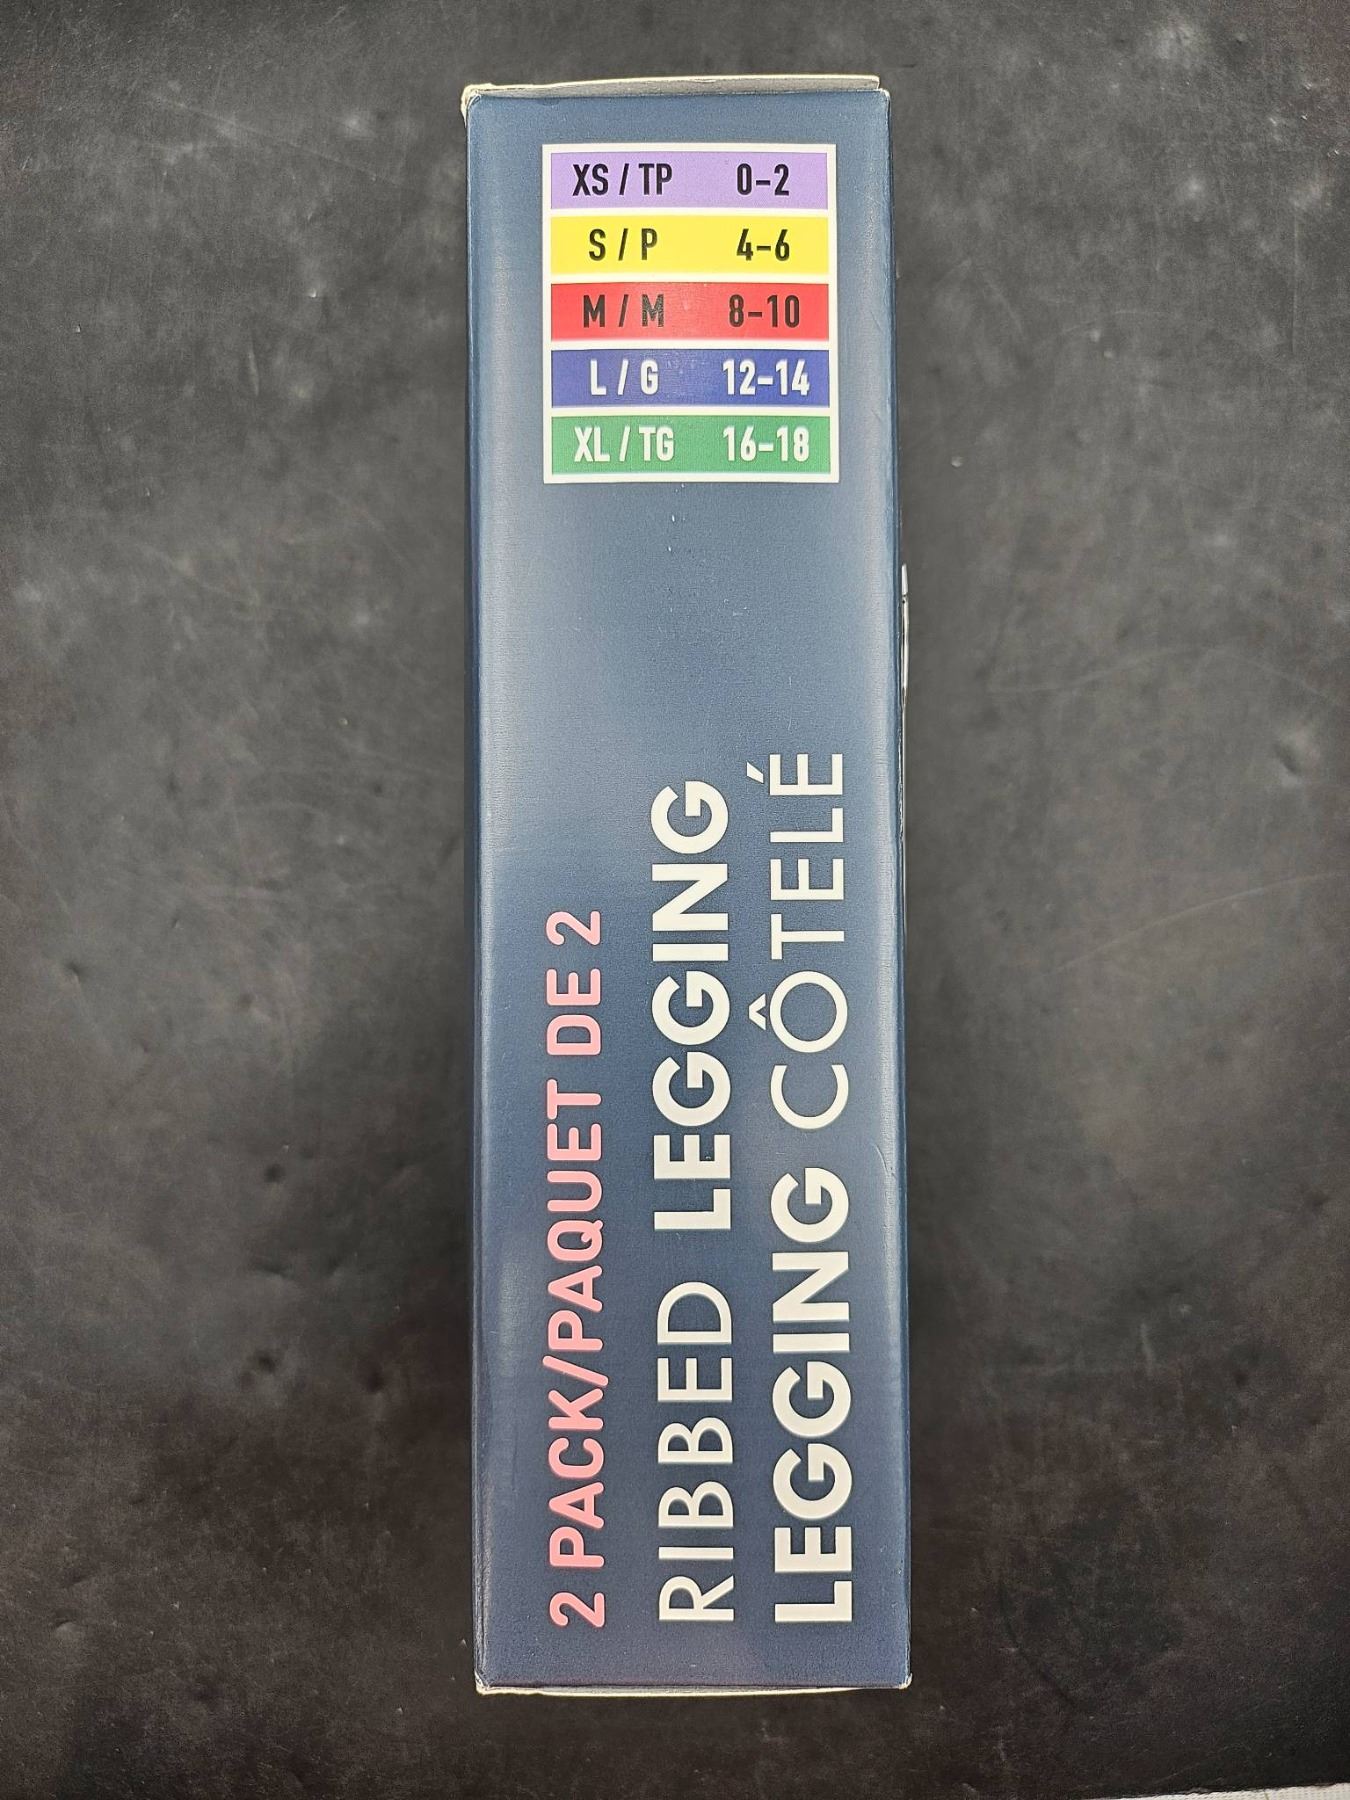 XS / TP 0-2
S / P 4-6
M / M 8-10
L / G 12-14
XL / TG 16-18
2 PACK/PAQUET DE 2
RIBBED LEGGING
LEGGING CÔTELÉ